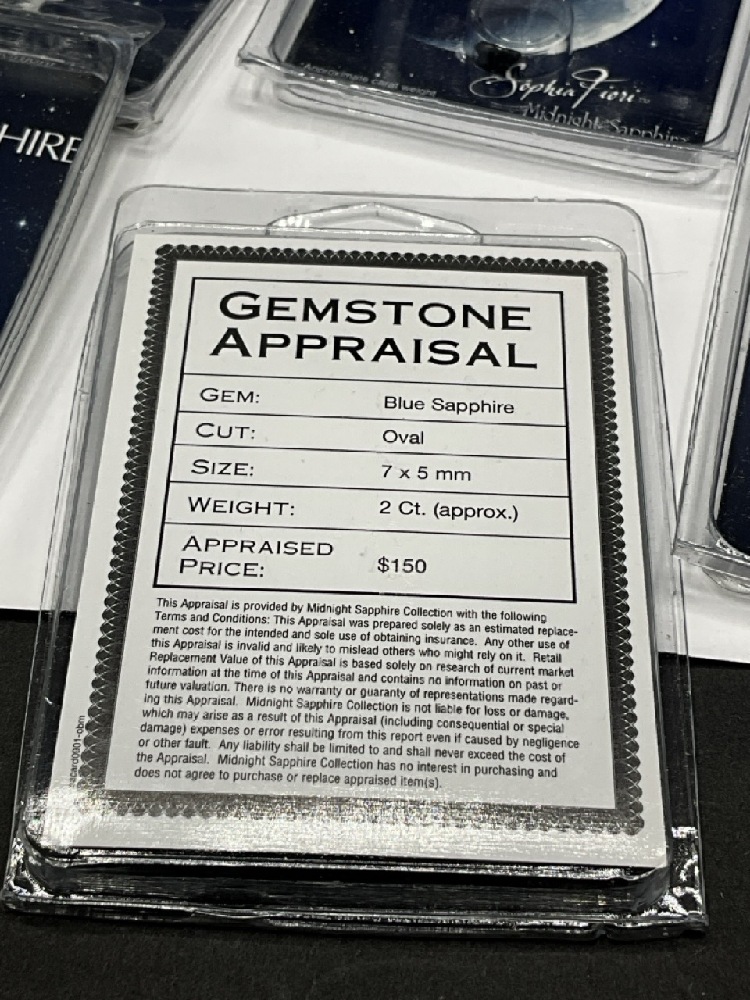 HIRE
*Approximate carat weight
Sophia Fiori
Midnight Sapphire
GEMSTONE
APPRAISAL
GEM: Blue Sapphire
CUT: Oval
SIZE: 7 x 5 mm
WEIGHT: 2 Ct. (approx.)
APPRAISED
PRICE: $150
This Appraisal is provided by Midnight Sapphire Collection with the following
Terms and Conditions: This Appraisal was prepared solely as an estimated replace-
ment cost for the intended and sole use of obtaining insurance. Any other use of
this Appraisal is invalid and likely to mislead others who might rely on it. Retail
Replacement Value of this Appraisal is based solely on research of current market
information at the time of this Appraisal and contains no information on past or
future valuation. There is no warranty or guaranty of representations made regard-
ing this Appraisal. Midnight Sapphire Collection is not liable for loss or damage,
which may arise as a result of this Appraisal (including consequential or special
damage) expenses or error resulting from this report even if caused by negligence
or other fault. Any liability shall be limited to and shall never exceed the cost of
the Appraisal. Midnight Sapphire Collection has no interest in purchasing and
does not agree to purchase or replace appraised item(s).